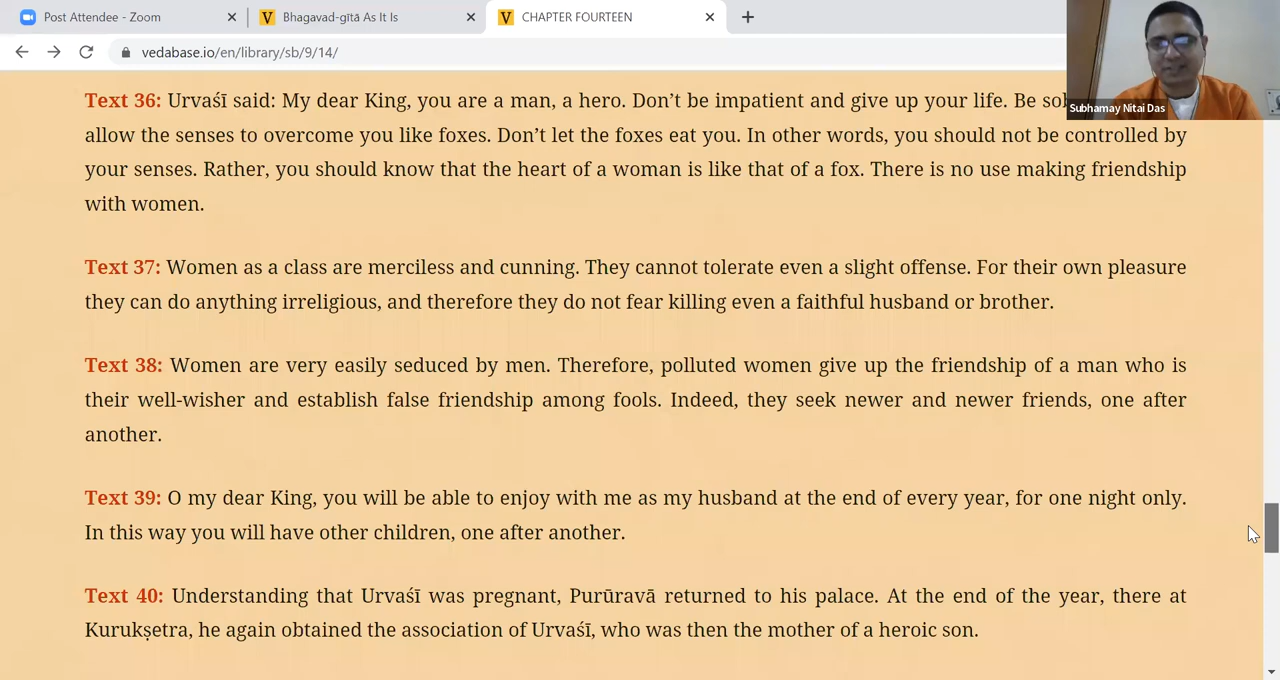 Post Attendee - Zoom
Bhagavad-gītā As It Is
CHAPTER FOURTEEN
vedabase.io/en/library/sb/9/14/
Subhamay Nitai Das
Text 36: Urvaśī said: My dear King, you are a man, a hero. Don't be impatient and give up your life. Be
allow the senses to overcome you like foxes. Don't let the foxes eat you. In other words, you should not be controlled by
your senses. Rather, you should know that the heart of a woman is like that of a fox. There is no use making friendship
with women.
Text 37: Women as a class are merciless and cunning. They cannot tolerate even a slight offense. For their own pleasure
they can do anything irreligious, and therefore they do not fear killing even a faithful husband or brother.
Text 38: Women are very easily seduced by men. Therefore, polluted women give up the friendship of a man who is
their well-wisher and establish false friendship among fools. Indeed, they seek newer and newer friends, one after
another.
Text 39: O my dear King, you will be able to enjoy with me as my husband at the end of every year, for one night only.
In this way you will have other children, one after another.
Text 40: Understanding that Urvaśī was pregnant, Purūravā returned to his palace. At the end of the year, there at
Kurukṣetra, he again obtained the association of Urvaśī, who was then the mother of a heroic son.